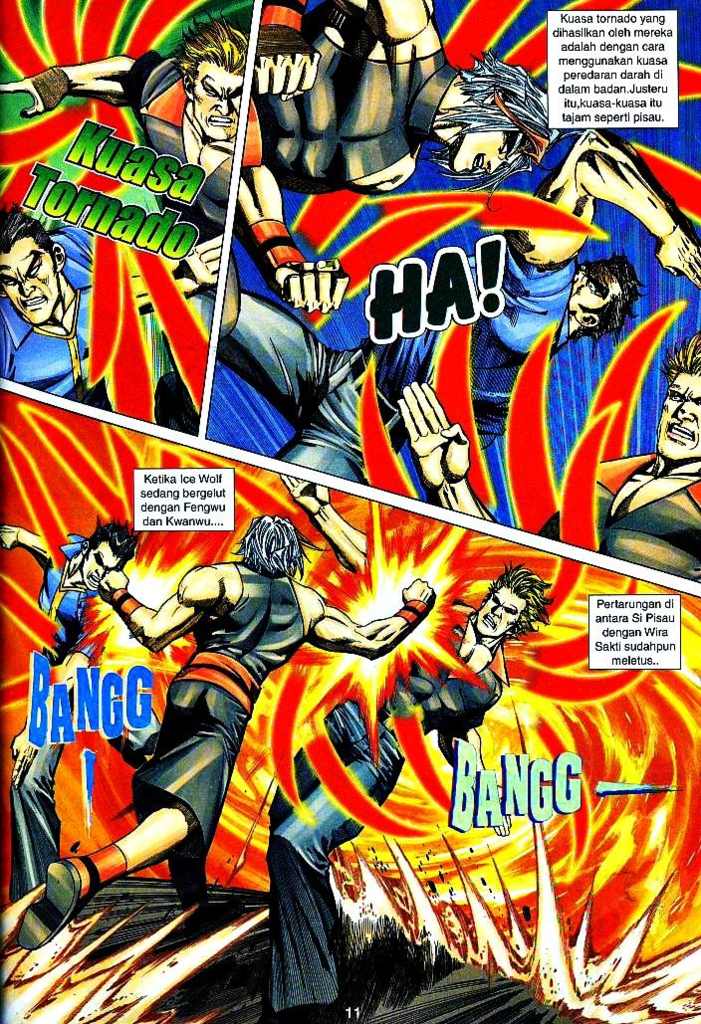 Kuasa
Tornado
Kuasa tornado yang
dihasilkan oleh mereka
adalah dengan cara
menggunakan kuasa
peredaran darah di
dalam badan.Justeru
itu,kuasa-kuasa itu
tajam seperti pisau.
HA!
Ketika Ice Wolf
sedang bergelut
dengan Fengwu
dan Kwanwu....
BANGG
!
Pertarungan di
antara Si Pisau
dengan Wira
Sakti sudahpun
meletus..
BANGG—
11